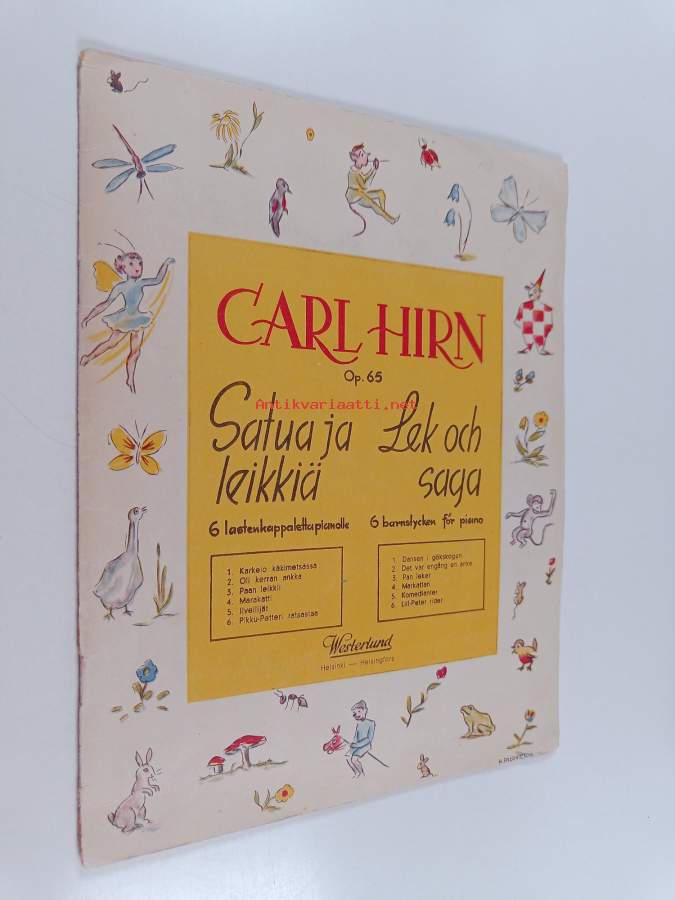 CARL HIRN
Op. 65
Antikvariaatti.net
Satua ja
leikkiä
6 lastenkappaletta pianolle
1. Karkelo käkimetsässä
2. Oli kerran ankka
3. Paan leikkii
4. Marakatti
5. Ilveilijät
6. Pikku-Petteri ratsastaa
Lek och
saga
6 barnstycken för piano
1. Dansen i gökskogen
2. Det var engång en anka
3. Pan leker
4. Markattan
5. Komedianter
6. Lill-Peter rider
Westerlund
Helsinki — Helsingfors